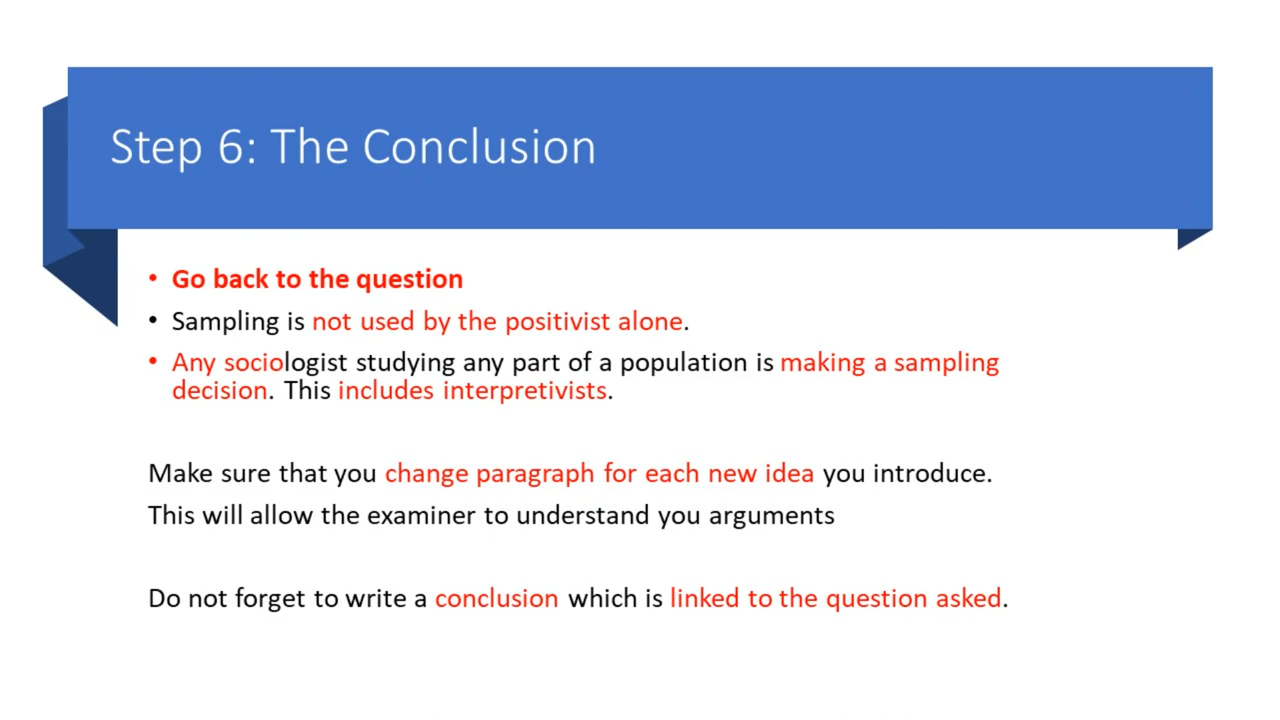 Step 6: The Conclusion
• Go back to the question
• Sampling is not used by the positivist alone.
• Any sociologist studying any part of a population is making a sampling
decision. This includes interpretivists.
Make sure that you change paragraph for each new idea you introduce.
This will allow the examiner to understand you arguments
Do not forget to write a conclusion which is linked to the question asked.